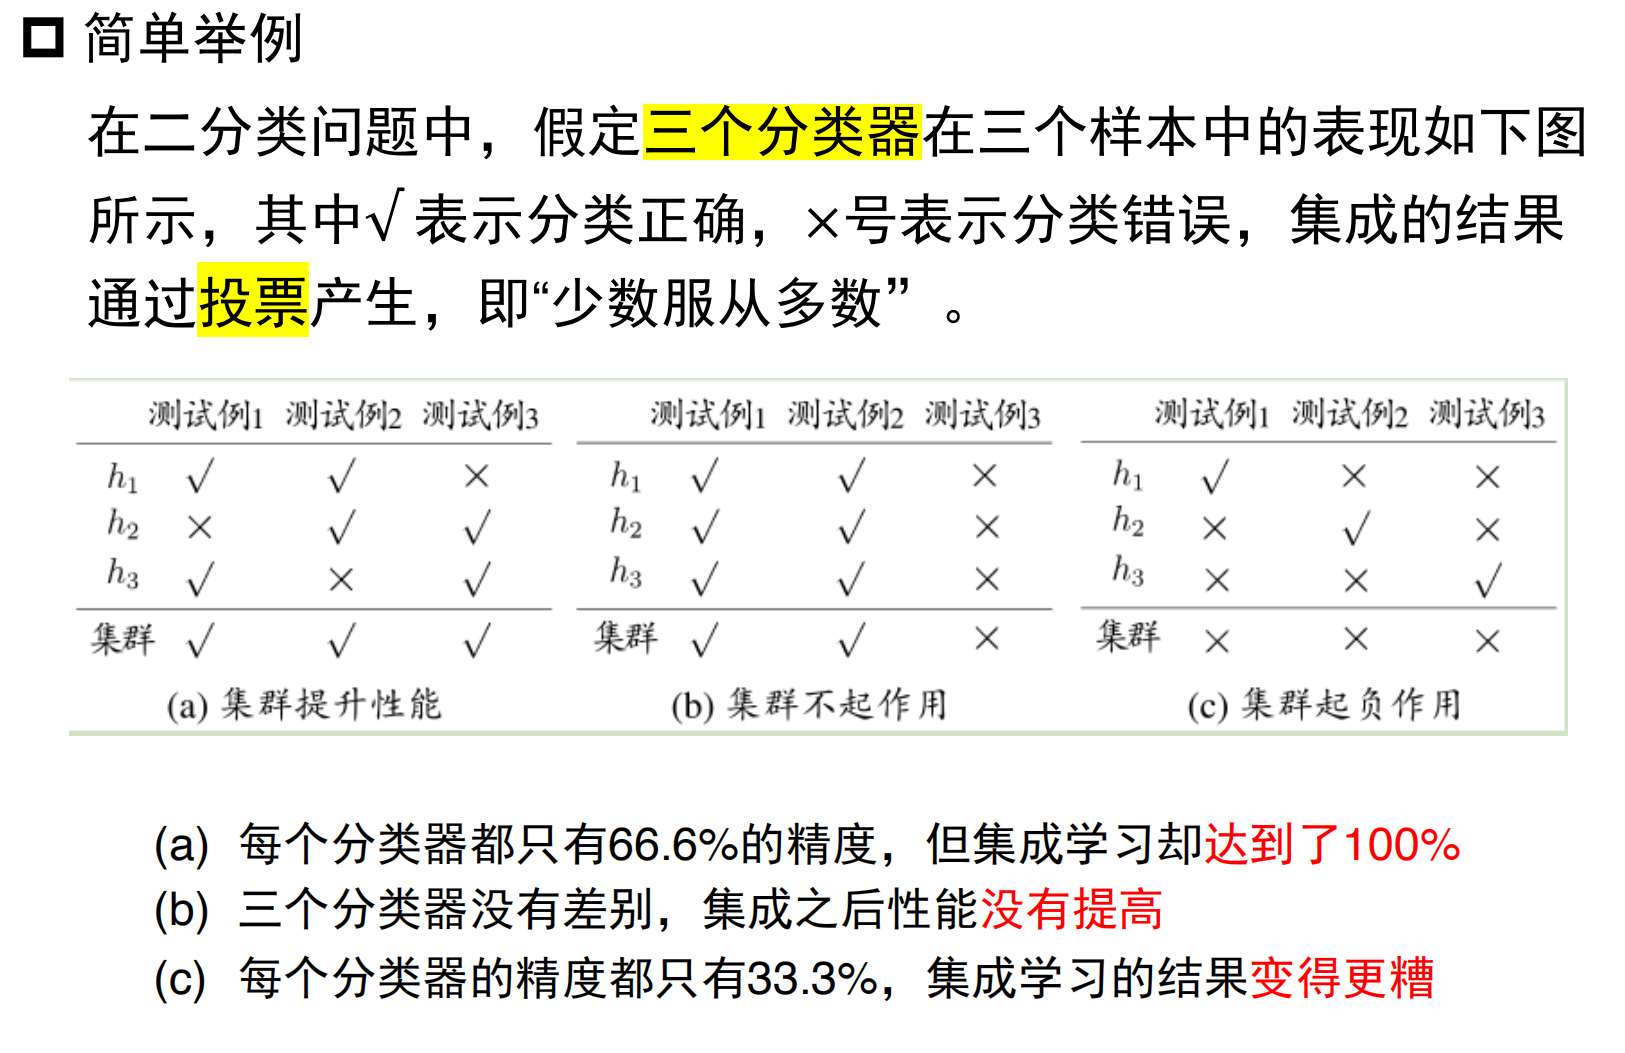 简单举例
在二分类问题中，假定三个分类器在三个样本中的表现如下图
所示，其中√表示分类正确，×号表示分类错误，集成的结果
通过投票产生，即“少数服从多数”。
测试例1 测试例2 测试例3
h1 √ √ ×
h2 × √ √
h3 √ × √
集群 √ √ √
(a) 集群提升性能
测试例1 测试例2 测试例3
h1 √ √ ×
h2 √ √ ×
h3 √ √ ×
集群 √ √ ×
(b) 集群不起作用
测试例1 测试例2 测试例3
h1 √ × ×
h2 × √ ×
h3 × × √
集群 × × ×
(c) 集群起负作用
(a) 每个分类器都只有66.6%的精度，但集成学习却达到了100%
(b) 三个分类器没有差别，集成之后性能没有提高
(c) 每个分类器的精度都只有33.3%，集成学习的结果变得更糟